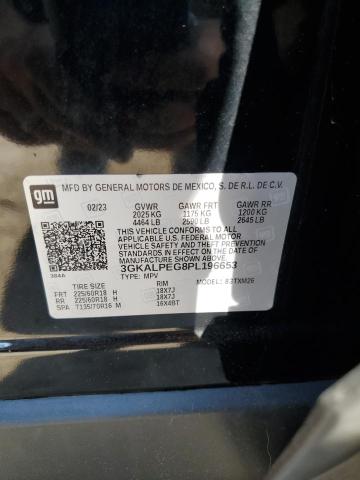 gm
MFD BY GENERAL MOTORS DE MEXICO, S. DE R.L. DE C.V.
02/23 GVWR GAWR FRT GAWR RR
2025 KG 1175 KG 1200 KG
4464 LB 2590 LB 2645 LB
THIS VEHICLE CONFORMS TO ALL
APPLICABLE U.S. FEDERAL MOTOR
VEHICLE SAFETY, BUMPER, AND THEFT
PREVENTION STANDARDS IN EFFECT ON
THE DATE OF MANUFACTURE SHOWN ABOVE.
3GKALPEG8PL196653
384A TYPE: MPV MODEL: 83TXM26
TIRE SIZE RIM
FRT 225/60R18 H 18X7J
RR 225/60R18 H 18X7J
SPA T135/70R16 M 16X4BT